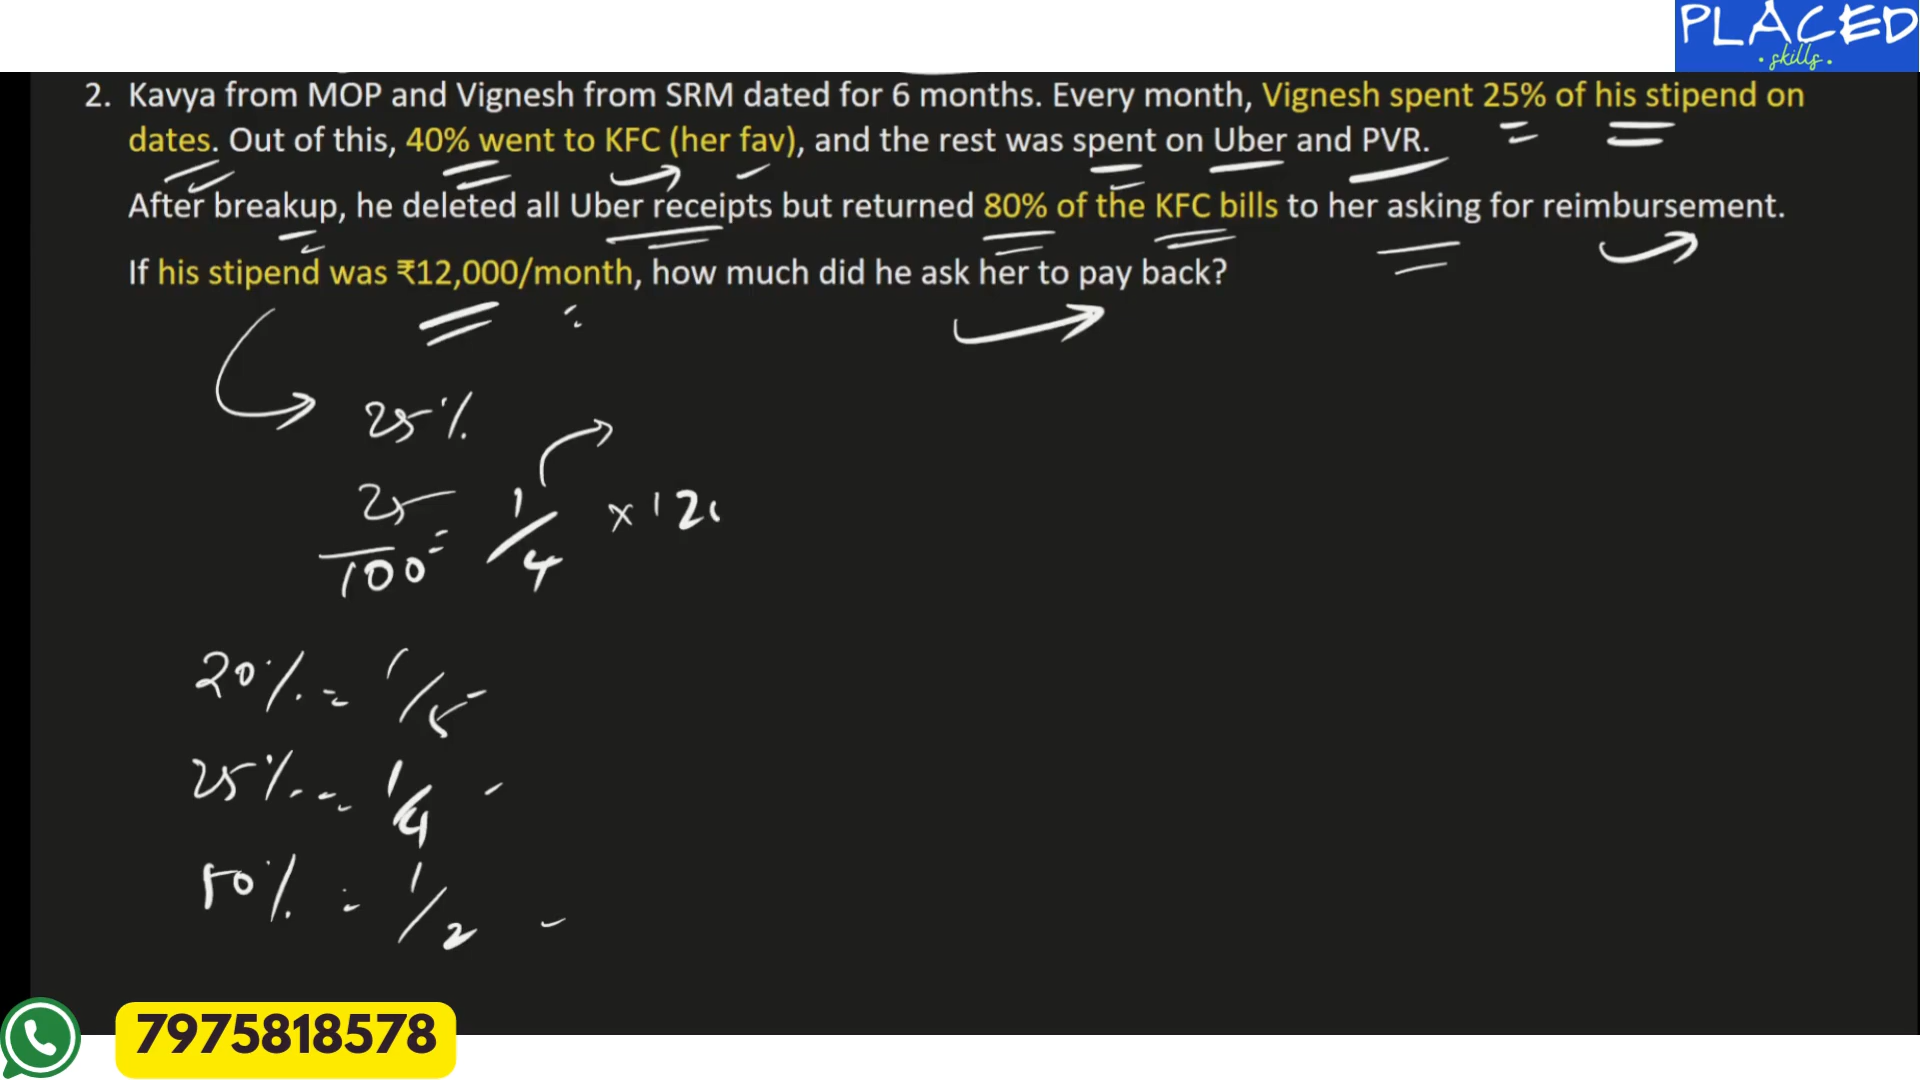 PLACED
• skills •
2. Kavya from MOP and Vignesh from SRM dated for 6 months. Every month, Vignesh spent 25% of his stipend on
dates. Out of this, 40% went to KFC (her fav), and the rest was spent on Uber and PVR.
After breakup, he deleted all Uber receipts but returned 80% of the KFC bills to her asking for reimbursement.
If his stipend was ₹12,000/month, how much did he ask her to pay back?
25%
25/100 = 1/4 × 120
20% = 1/5
25% = 1/4
50% = 1/2
7975818578